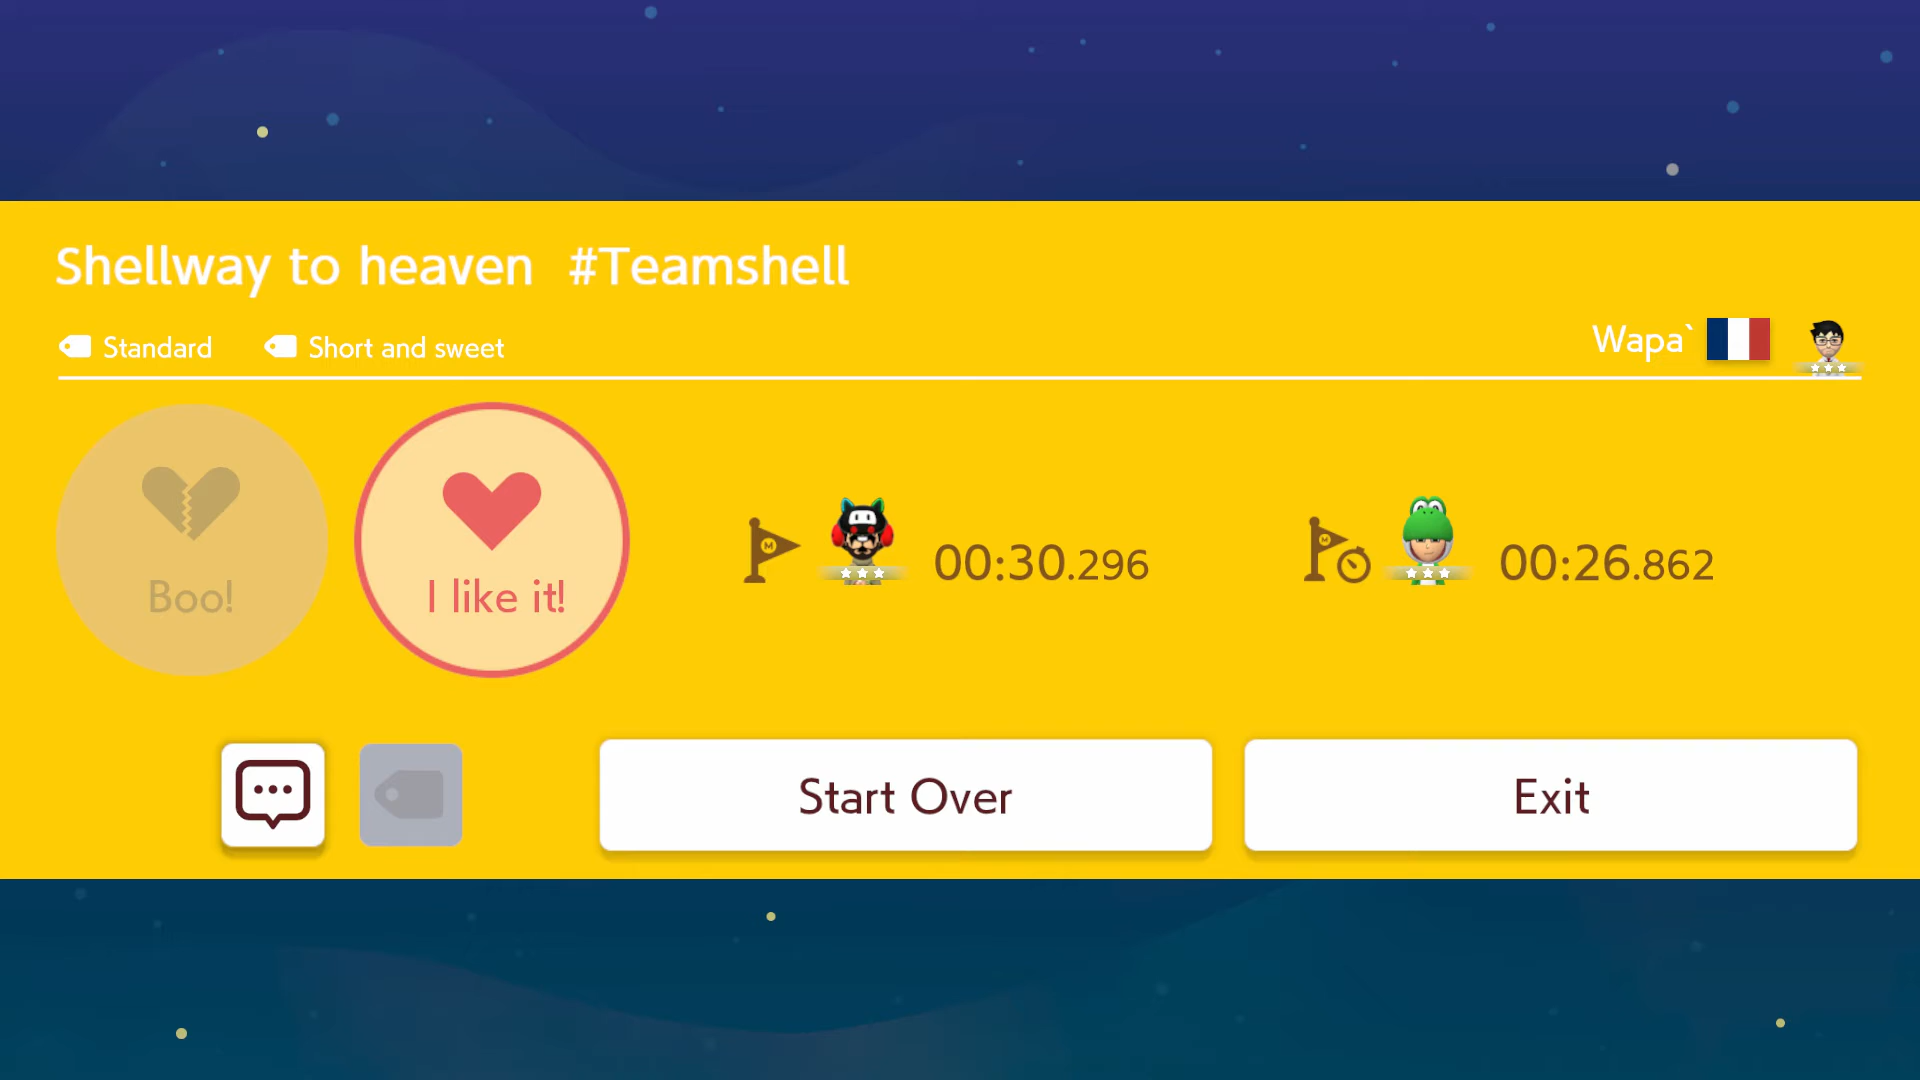 Shellway to heaven #Teamshell
Standard Short and sweet
Wapa`
Boo!
I like it!
M
00:30.296
M
00:26.862
Start Over
Exit